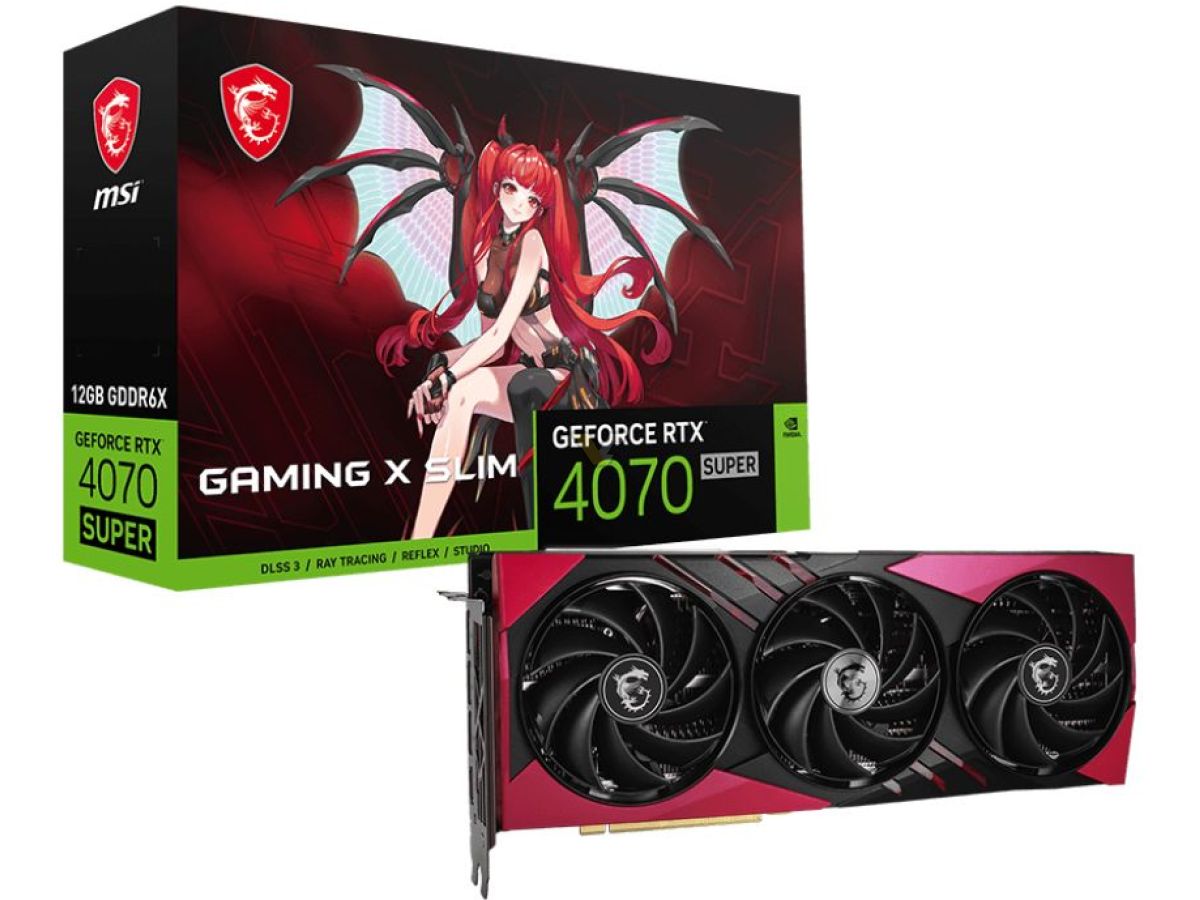 msi
12GB GDDR6X
GEFORCE RTX
4070
SUPER
GAMING X SLIM
GEFORCE RTX
4070 SUPER
NVIDIA
DLSS 3 / RAY TRACING / REFLEX / STUDIO